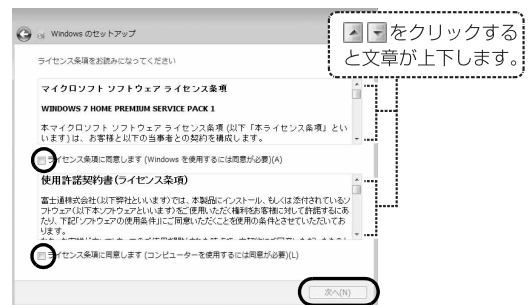 Windows のセットアップ
をクリックする
と文章が上下します。
ライセンス条項をお読みになってください
マイクロソフト ソフトウェア ライセンス条項
WINDOWS 7 HOME PREMIUM SERVICE PACK 1
本マイクロソフト ソフトウェア ライセンス条項 (以下「本ライセンス条項」とい
います) は、お客様と以下の当事者との契約を構成します。
ライセンス条項に同意します (Windows を使用するには同意が必要)(A)
使用許諾契約書(ライセンス条項)
富士通株式会社(以下弊社といいます)では、本製品にインストール、もしくは添付されているソ
フトウェア(以下本ソフトウェアといいます)をご使用いただく権利をお客様に対して許諾するにあ
たり、下記「ソフトウェアの使用条件」にご同意いただくことを使用の条件とさせていただいてお
ります。
ライセンス条項に同意します (コンピューターを使用するには同意が必要)(L)
次へ(N)